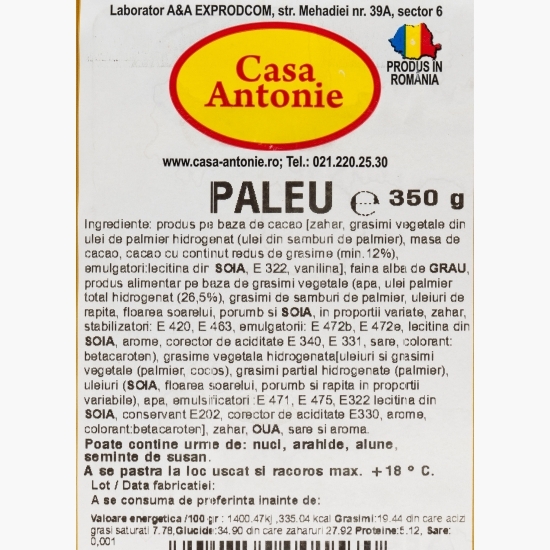 Laborator A&A EXPRODCOM, str. Mehadiei nr. 39A, sector 6
Casa
Antonie
PRODUS IN
ROMÂNIA
www.casa-antonie.ro; Tel.: 021.220.25.30
PALEU e 350 g
Ingrediente: produs pe baza de cacao [zahar, grasimi vegetale din
ulei de palmier hidrogenat (ulei din samburi de palmier), masa de
cacao, cacao cu continut redus de grasime (min.12%),
emulgatori:lecitina din SOIA, E 322, vanilina], faina alba de GRAU,
produs alimentar pe baza de grasimi vegetale (apa, ulei palmier
total hidrogenat (26,5%), grasimi de samburi de palmier, uleiuri de
rapita, floarea soarelui, porumb si SOIA, in proportii variate, zahar,
stabilizatori: E 420, E 463, emulgatorii: E 472b, E 472e, lecitina din
SOIA, arome, corector de aciditate E 340, E 331, sare, colorant:
betacaroten), grasime vegetala hidrogenata[uleiuri si grasimi
vegetale (palmier, cocos), grasimi partial hidrogenate (palmier),
uleiuri (SOIA, floarea soarelui, porumb si rapita in proportii
variabile), apa, emulsificatori :E 471, E 475, E322 lecitina din
SOIA, conservant E202, corector de aciditate E330, arome,
colorant:betacaroten], zahar, OUA, sare si aroma.
Poate contine urme de: nuci, arahide, alune,
seminte de susan.
A se pastra la loc uscat si racoros max. +18 ° C.
Lot / Data fabricatiei:
A se consuma de preferinta inainte de:
Valoare energetica /100 gr : 1400.47kj ,335.04 kcal Grasimi:19.44 din care acizi
grasi saturati 7.78,Glucide:34.90 din care zaharuri 27.92 Proteine:5.12, Sare:
0,001